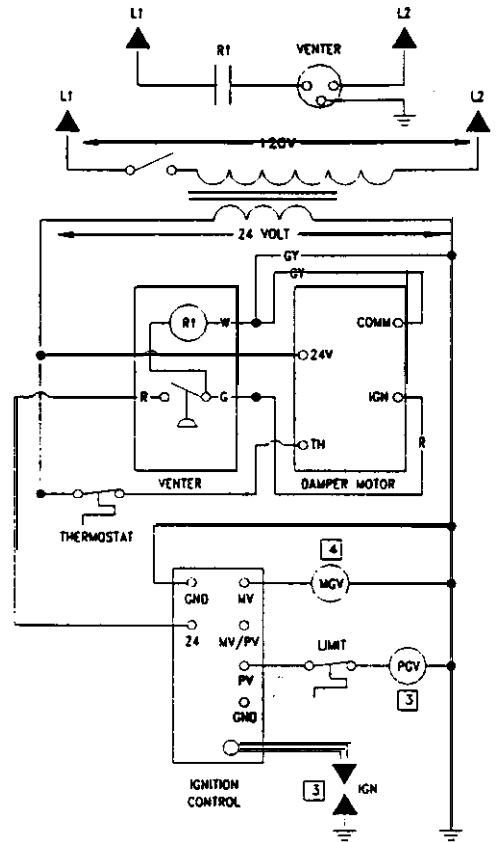 L1
L2
R1
VENTER
L1
L2
120V
24 VOLT
GY
GY
R1
W
COMM
24V
R
G
IGN
R
TH
VENTER
DAMPER MOTOR
THERMOSTAT
4
GND
MV
MGV
24
MV/PV
LIMIT
PV
PGV
GND
3
IGNITION
CONTROL
3
IGN